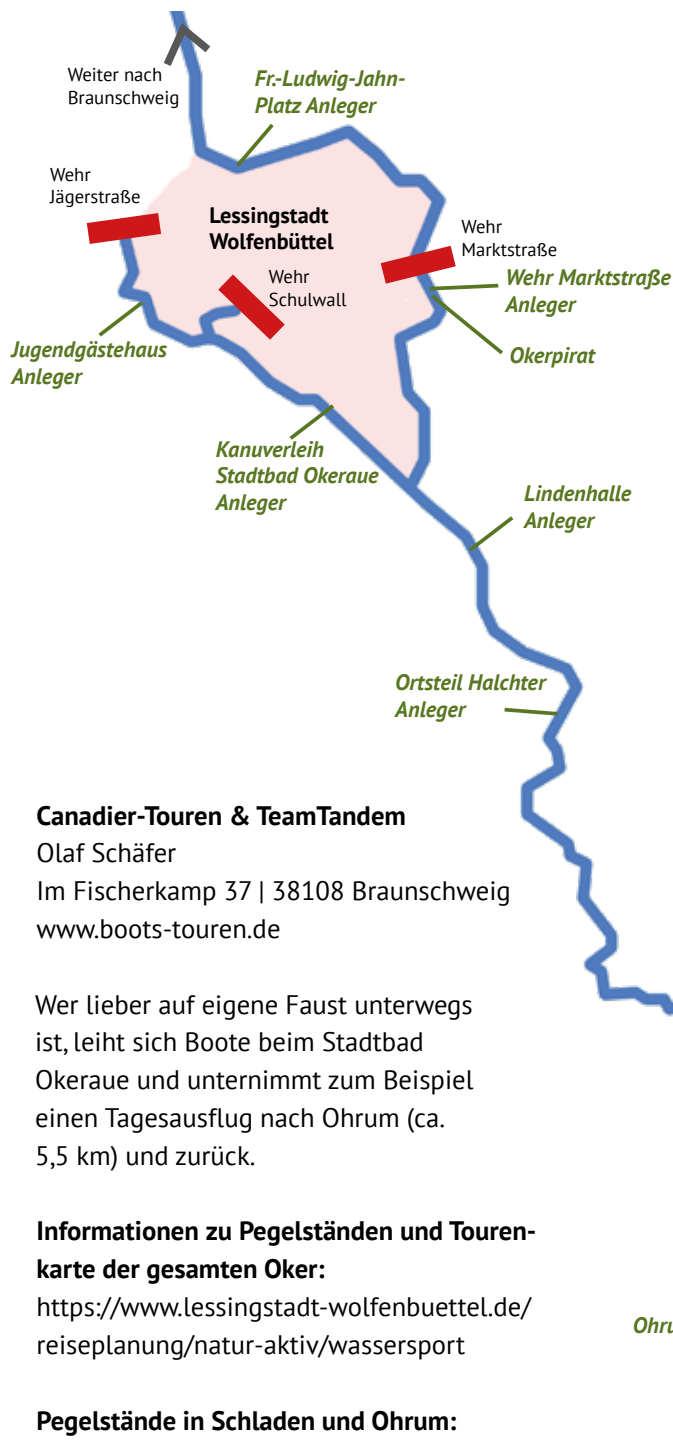 Weiter nach
Braunschweig
Fr.-Ludwig-Jahn-
Platz Anleger
Wehr
Jägerstraße
Lessingstadt
Wolfenbüttel
Wehr
Marktstraße
Wehr
Schulwall
Wehr Marktstraße
Anleger
Jugendgästehaus
Anleger
Okerpirat
Kanuverleih
Stadtbad Okeraue
Anleger
Lindenhalle
Anleger
Ortsteil Halchter
Anleger
Canadier-Touren & TeamTandem
Olaf Schäfer
Im Fischerkamp 37 | 38108 Braunschweig
www.boots-touren.de
Wer lieber auf eigene Faust unterwegs
ist, leiht sich Boote beim Stadtbad
Okeraue und unternimmt zum Beispiel
einen Tagesausflug nach Ohrum (ca.
5,5 km) und zurück.
Informationen zu Pegelständen und Touren-
karte der gesamten Oker:
https://www.lessingstadt-wolfenbuettel.de/
reiseplanung/natur-aktiv/wassersport
Ohru
Pegelstände in Schladen und Ohrum: